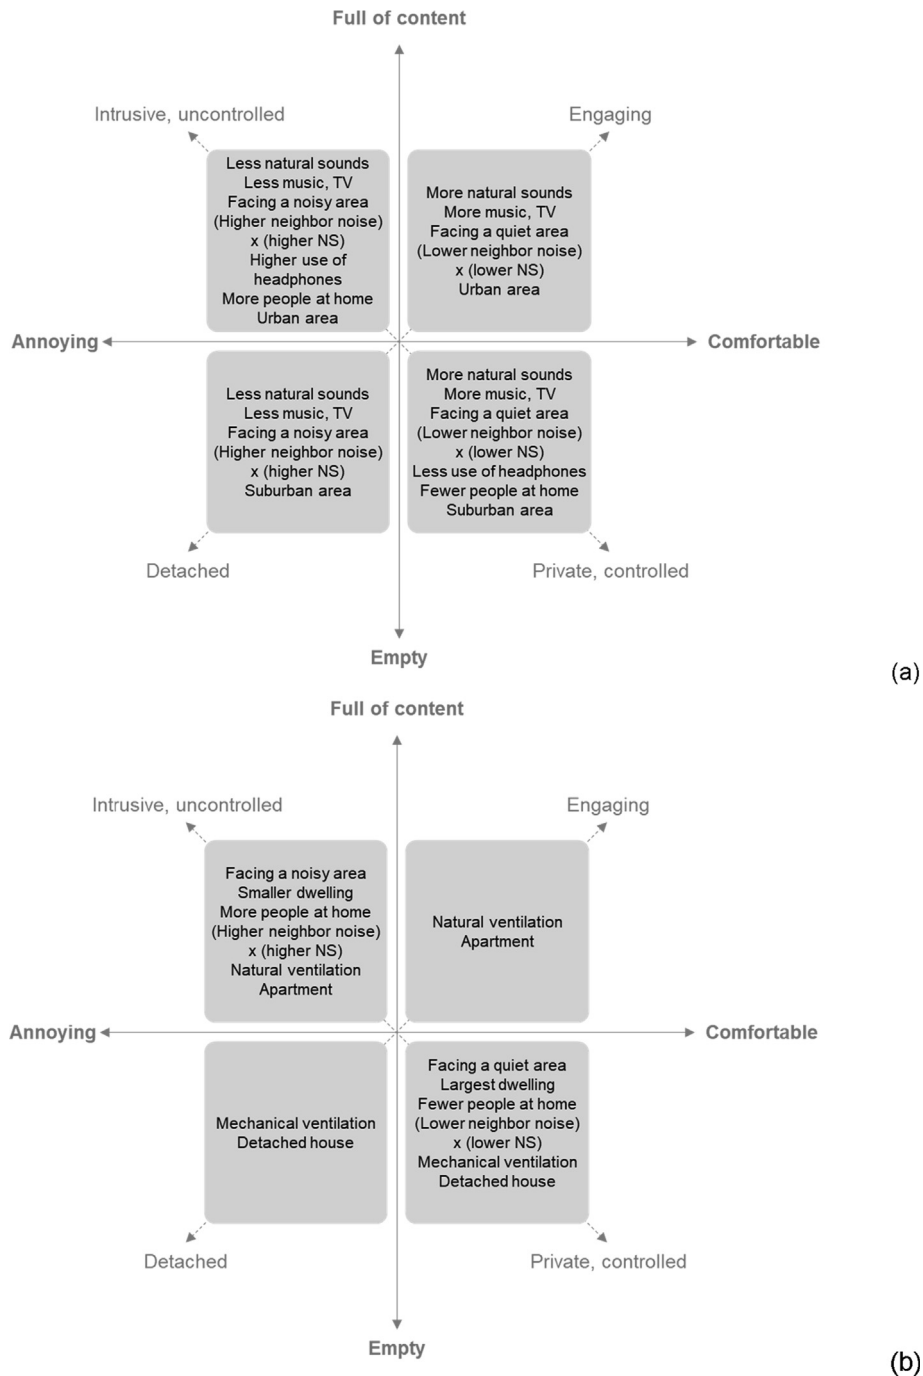 Full of content
Intrusive, uncontrolled
Engaging
Less natural sounds
Less music, TV
Facing a noisy area
(Higher neighbor noise)
x (higher NS)
Higher use of
headphones
More people at home
Urban area
More natural sounds
More music, TV
Facing a quiet area
(Lower neighbor noise)
x (lower NS)
Urban area
Annoying
Comfortable
Less natural sounds
Less music, TV
Facing a noisy area
(Higher neighbor noise)
x (higher NS)
Suburban area
More natural sounds
More music, TV
Facing a quiet area
(Lower neighbor noise)
x (lower NS)
Less use of headphones
Fewer people at home
Suburban area
Detached
Private, controlled
Empty
(a)
Full of content
Intrusive, uncontrolled
Engaging
Facing a noisy area
Smaller dwelling
More people at home
(Higher neighbor noise)
x (higher NS)
Natural ventilation
Apartment
Natural ventilation
Apartment
Annoying
Comfortable
Mechanical ventilation
Detached house
Facing a quiet area
Largest dwelling
Fewer people at home
(Lower neighbor noise)
x (lower NS)
Mechanical ventilation
Detached house
Detached
Private, controlled
Empty
(b)